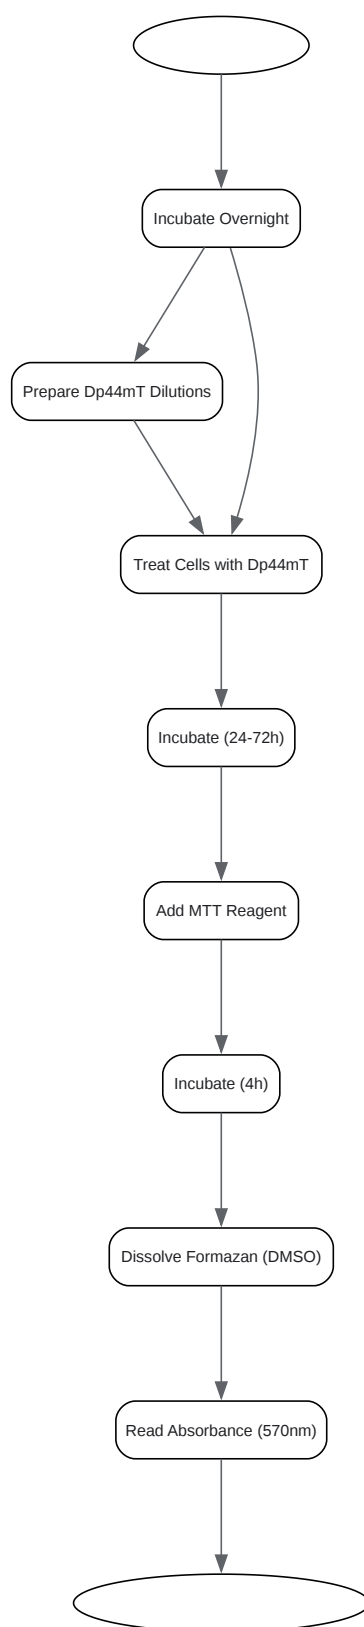 Incubate Overnight
Prepare Dp44mT Dilutions
Treat Cells with Dp44mT
Incubate (24-72h)
Add MTT Reagent
Incubate (4h)
Dissolve Formazan (DMSO)
Read Absorbance (570nm)